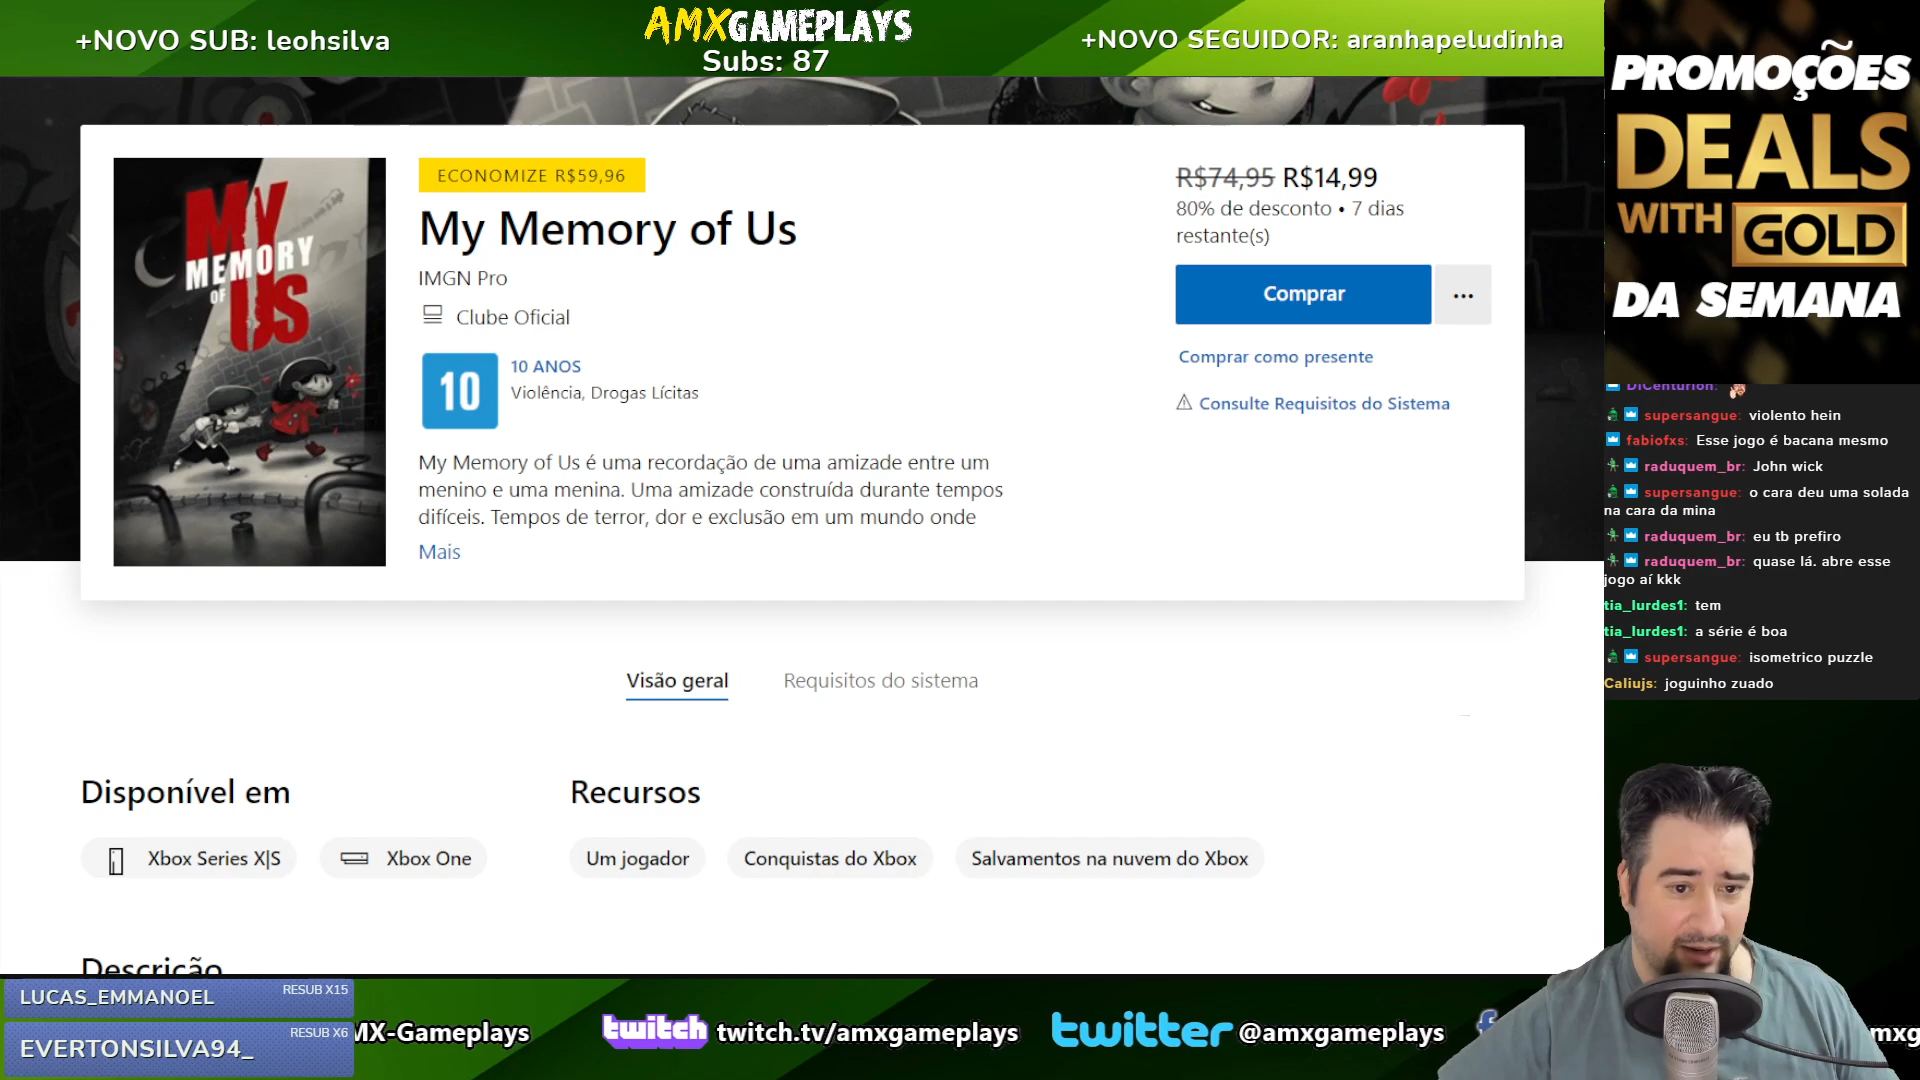 +NOVO SUB: leohsilva
AMXGAMEPLAYS
Subs: 87
+NOVO SEGUIDOR: aranhapeludinha
PROMOÇÕES
DEALS
WITH GOLD
DA SEMANA
MY
MEMORY
OF
US
ECONOMIZE R$59,96
My Memory of Us
IMGN Pro
Clube Oficial
10
10 ANOS
Violência, Drogas Lícitas
My Memory of Us é uma recordação de uma amizade entre um
menino e uma menina. Uma amizade construída durante tempos
difíceis. Tempos de terror, dor e exclusão em um mundo onde
Mais
R$74,95 R$14,99
80% de desconto • 7 dias
restante(s)
Comprar
...
Comprar como presente
Consulte Requisitos do Sistema
DiCenturion:
supersangue: violento hein
fabiofxs: Esse jogo é bacana mesmo
raduquem_br: John wick
supersangue: o cara deu uma solada
na cara da mina
raduquem_br: eu tb prefiro
raduquem_br: quase lá. abre esse
jogo aí kkk
tia_lurdes1: tem
tia_lurdes1: a série é boa
supersangue: isometrico puzzle
Caliujs: joguinho zuado
Visão geral
Requisitos do sistema
Disponível em
Xbox Series X|S
Xbox One
Recursos
Um jogador
Conquistas do Xbox
Salvamentos na nuvem do Xbox
Descrição
LUCAS_EMMANOEL
RESUB X15
EVERTONSILVA94_
RESUB X6
MX-Gameplays
twitch
twitch.tv/amxgameplays
twitter
@amxgameplays
f
mxg